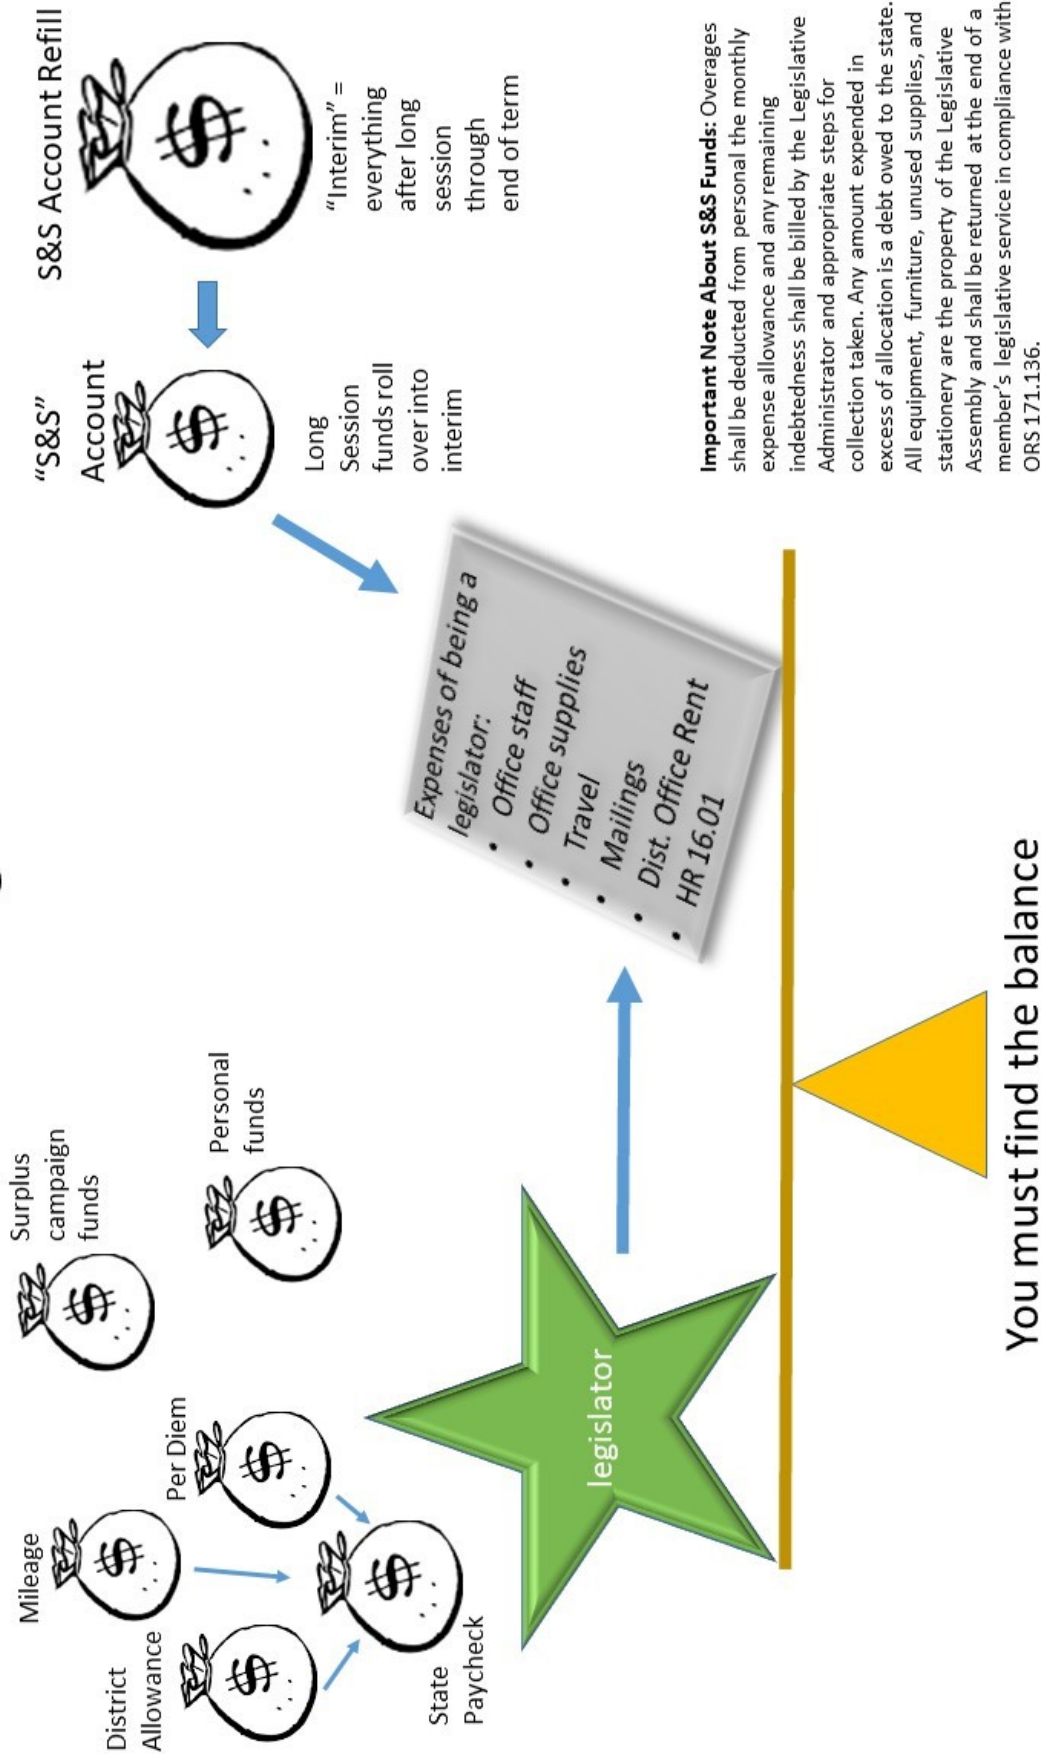 Surplus
campaign
funds
Mileage
Per Diem
Personal
funds
District
Allowance
State
Paycheck
legislator
"S&S"
Account
S&S Account Refill
Long
Session
funds roll
over into
interim
"Interim" =
everything
after long
session
through
end of term
Expenses of being a
legislator:
• Office staff
• Office supplies
• Travel
• Mailings
• Dist. Office Rent
• HR 16.01
Important Note About S&S Funds: Overages
shall be deducted from personal the monthly
expense allowance and any remaining
indebtedness shall be billed by the Legislative
Administrator and appropriate steps for
collection taken. Any amount expended in
excess of allocation is a debt owed to the state.
All equipment, furniture, unused supplies, and
stationery are the property of the Legislative
Assembly and shall be returned at the end of a
member's legislative service in compliance with
ORS 171.136.
You must find the balance